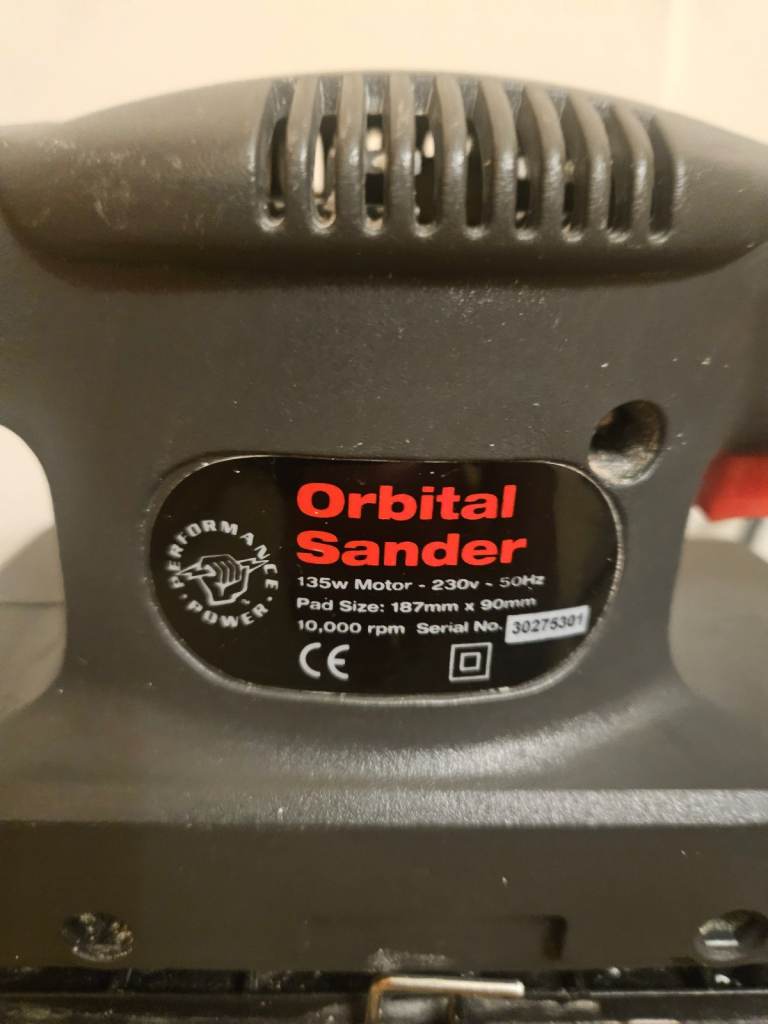 PERFORMANCE
· POWER ·
Orbital
Sander
135w Motor - 230v ~ 50Hz
Pad Size: 187mm x 90mm
10,000 rpm Serial No. 30275301
CE